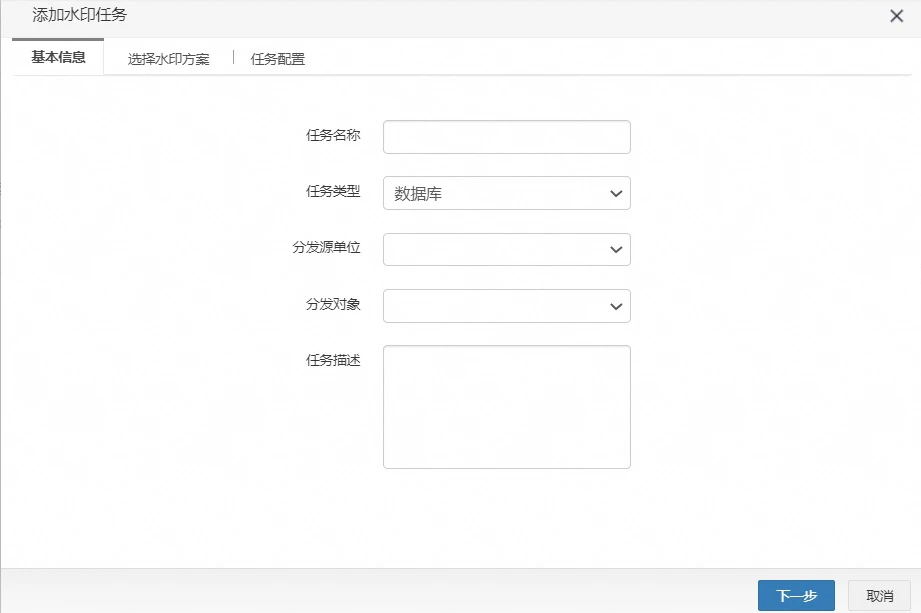 添加水印任务
基本信息 选择水印方案 任务配置
任务名称
任务类型 数据库
分发源单位
分发对象
任务描述
下一步 取消